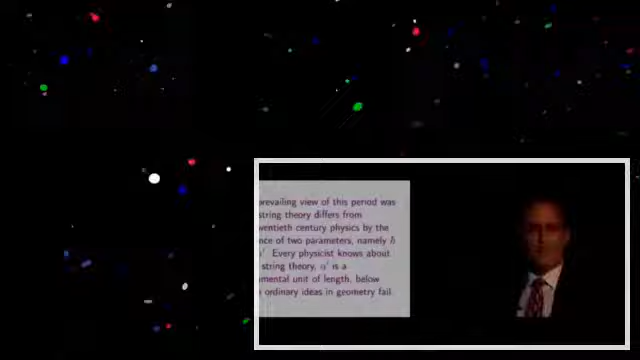 prevailing view of this period was
string theory differs from
wentieth century physics by the
nce of two parameters, namely ℏ
α′. Every physicist knows about
string theory, α′ is a
mental unit of length, below
ordinary ideas in geometry fail.